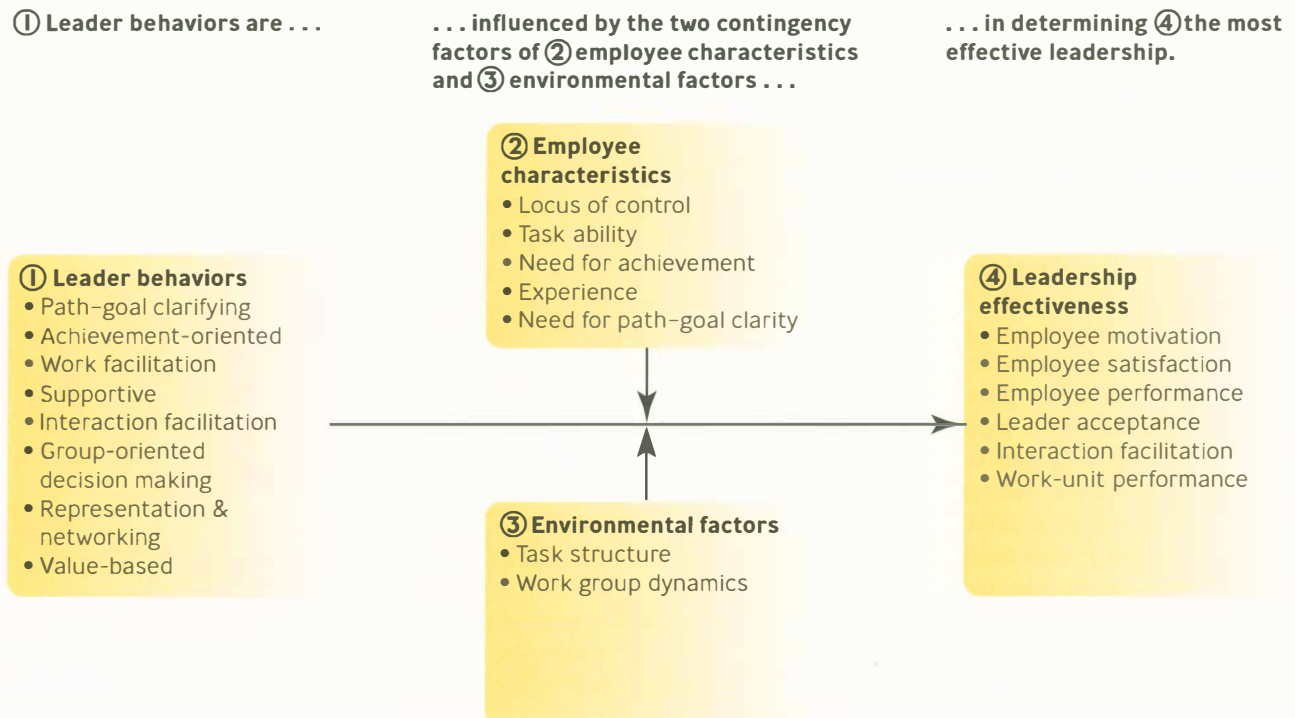 ① Leader behaviors are . . .
. . . influenced by the two contingency
factors of ② employee characteristics
and ③ environmental factors . . .
. . . in determining ④ the most
effective leadership.
② Employee
characteristics
• Locus of control
• Task ability
• Need for achievement
• Experience
• Need for path–goal clarity
① Leader behaviors
• Path–goal clarifying
• Achievement-oriented
• Work facilitation
• Supportive
• Interaction facilitation
• Group-oriented
decision making
• Representation &
networking
• Value-based
④ Leadership
effectiveness
• Employee motivation
• Employee satisfaction
• Employee performance
• Leader acceptance
• Interaction facilitation
• Work-unit performance
③ Environmental factors
• Task structure
• Work group dynamics